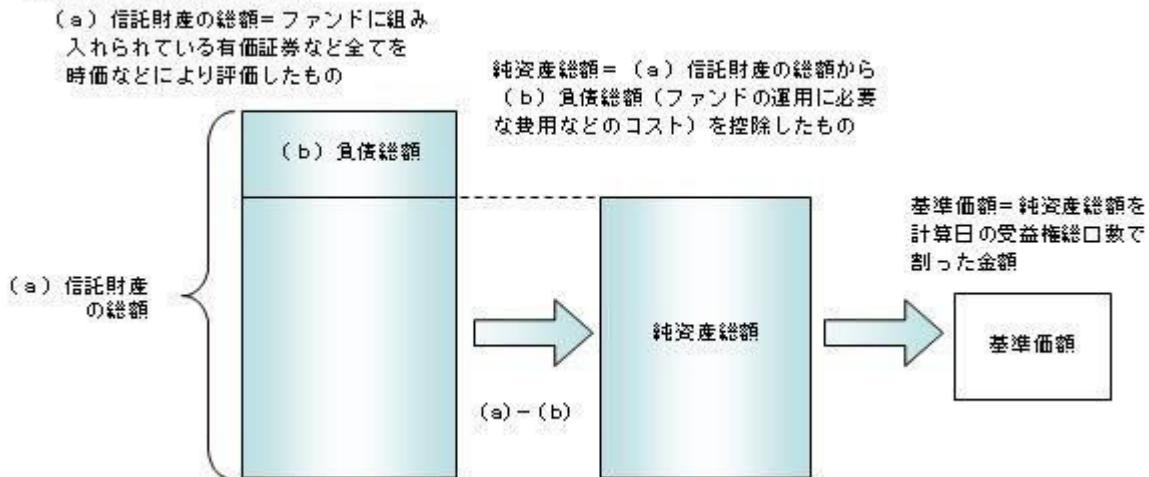 (a)信託財産の総額=ファンドに組み
入れられている有価証券など全てを
時価などにより評価したもの
純資産総額=(a)信託財産の総額から
(b)負債総額(ファンドの運用に必要
な費用などのコスト)を控除したもの
(b)負債総額
基準価額=純資産総額を
計算日の受益権総口数で
割った金額
(a)信託財産
の総額
純資産総額
基準価額
(a)-(b)